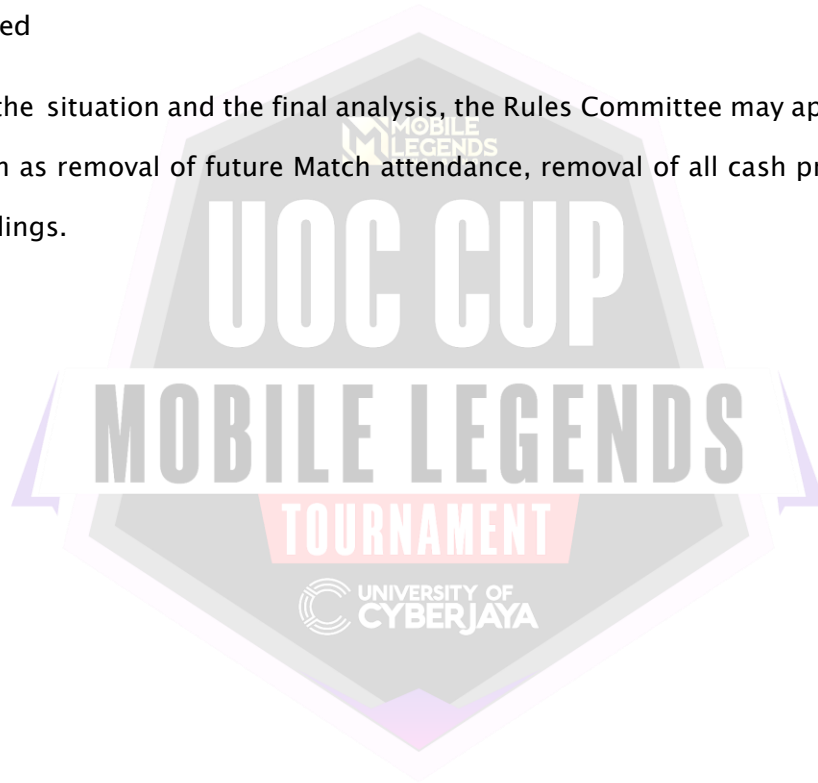 ed
the situation and the final analysis, the Rules Committee may ap
as removal of future Match attendance, removal of all cash pr
lings.
MOBILE
LEGENDS
UOC CUP
MOBILE LEGENDS
TOURNAMENT
UNIVERSITY OF
CYBERJAYA